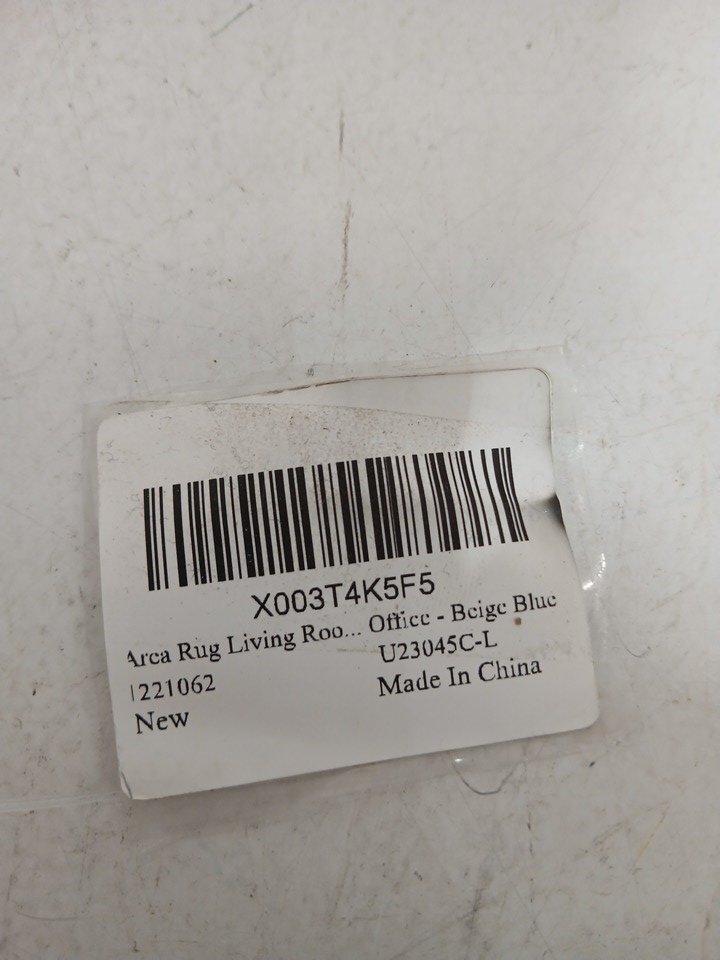 X003T4K5F5
Area Rug Living Roo... Office - Beige Blue
U23045C-L
1221062
Made In China
New